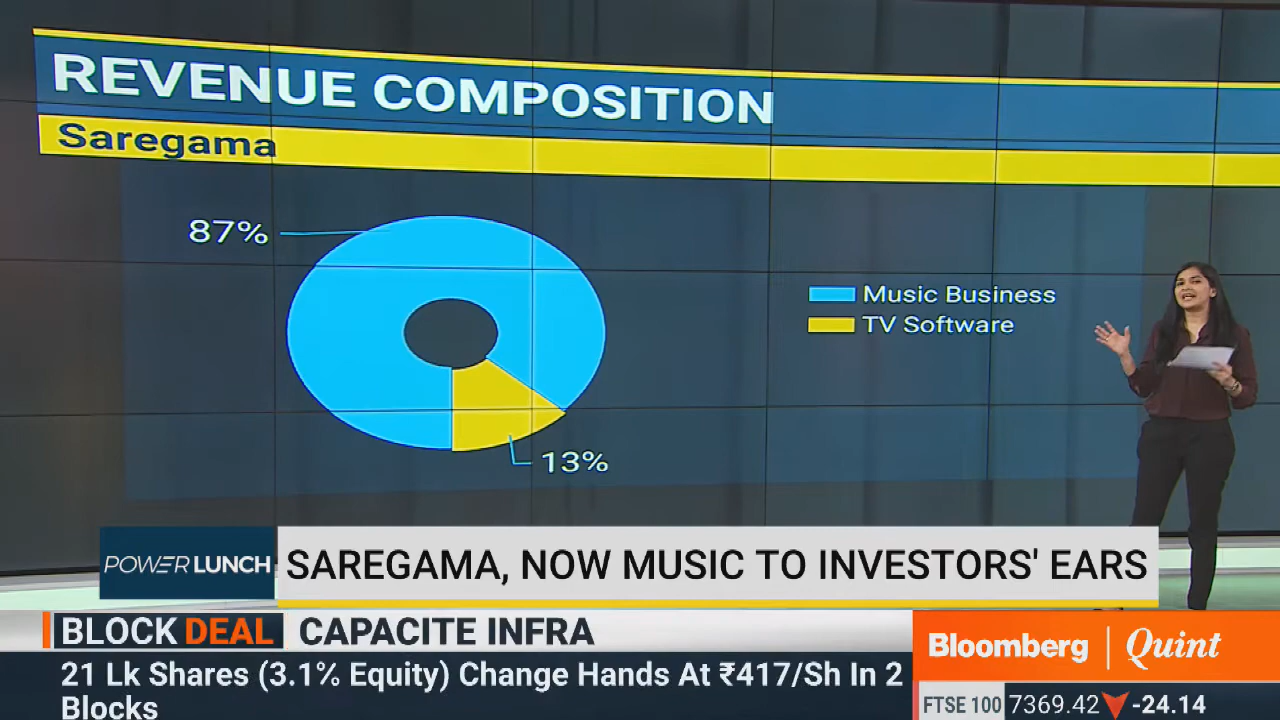 REVENUE COMPOSITION
Saregama
87%
Music Business
TV Software
13%
POWER LUNCH
SAREGAMA, NOW MUSIC TO INVESTORS' EARS
BLOCK DEAL CAPACITE INFRA
21 Lk Shares (3.1% Equity) Change Hands At ₹417/Sh In 2
Blocks
Bloomberg | Quint
FTSE 100 7369.42 -24.14